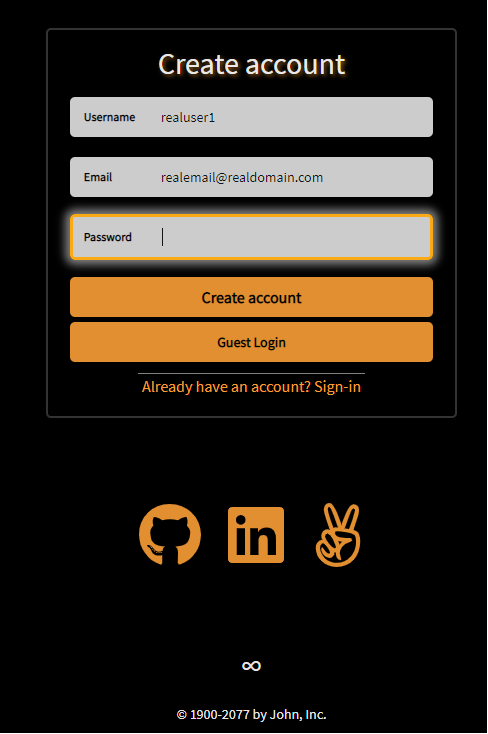 Create account
Username realuser1
Email realemail@realdomain.com
Password
Create account
Guest Login
Already have an account? Sign-in
in
∞
© 1900-2077 by John, Inc.